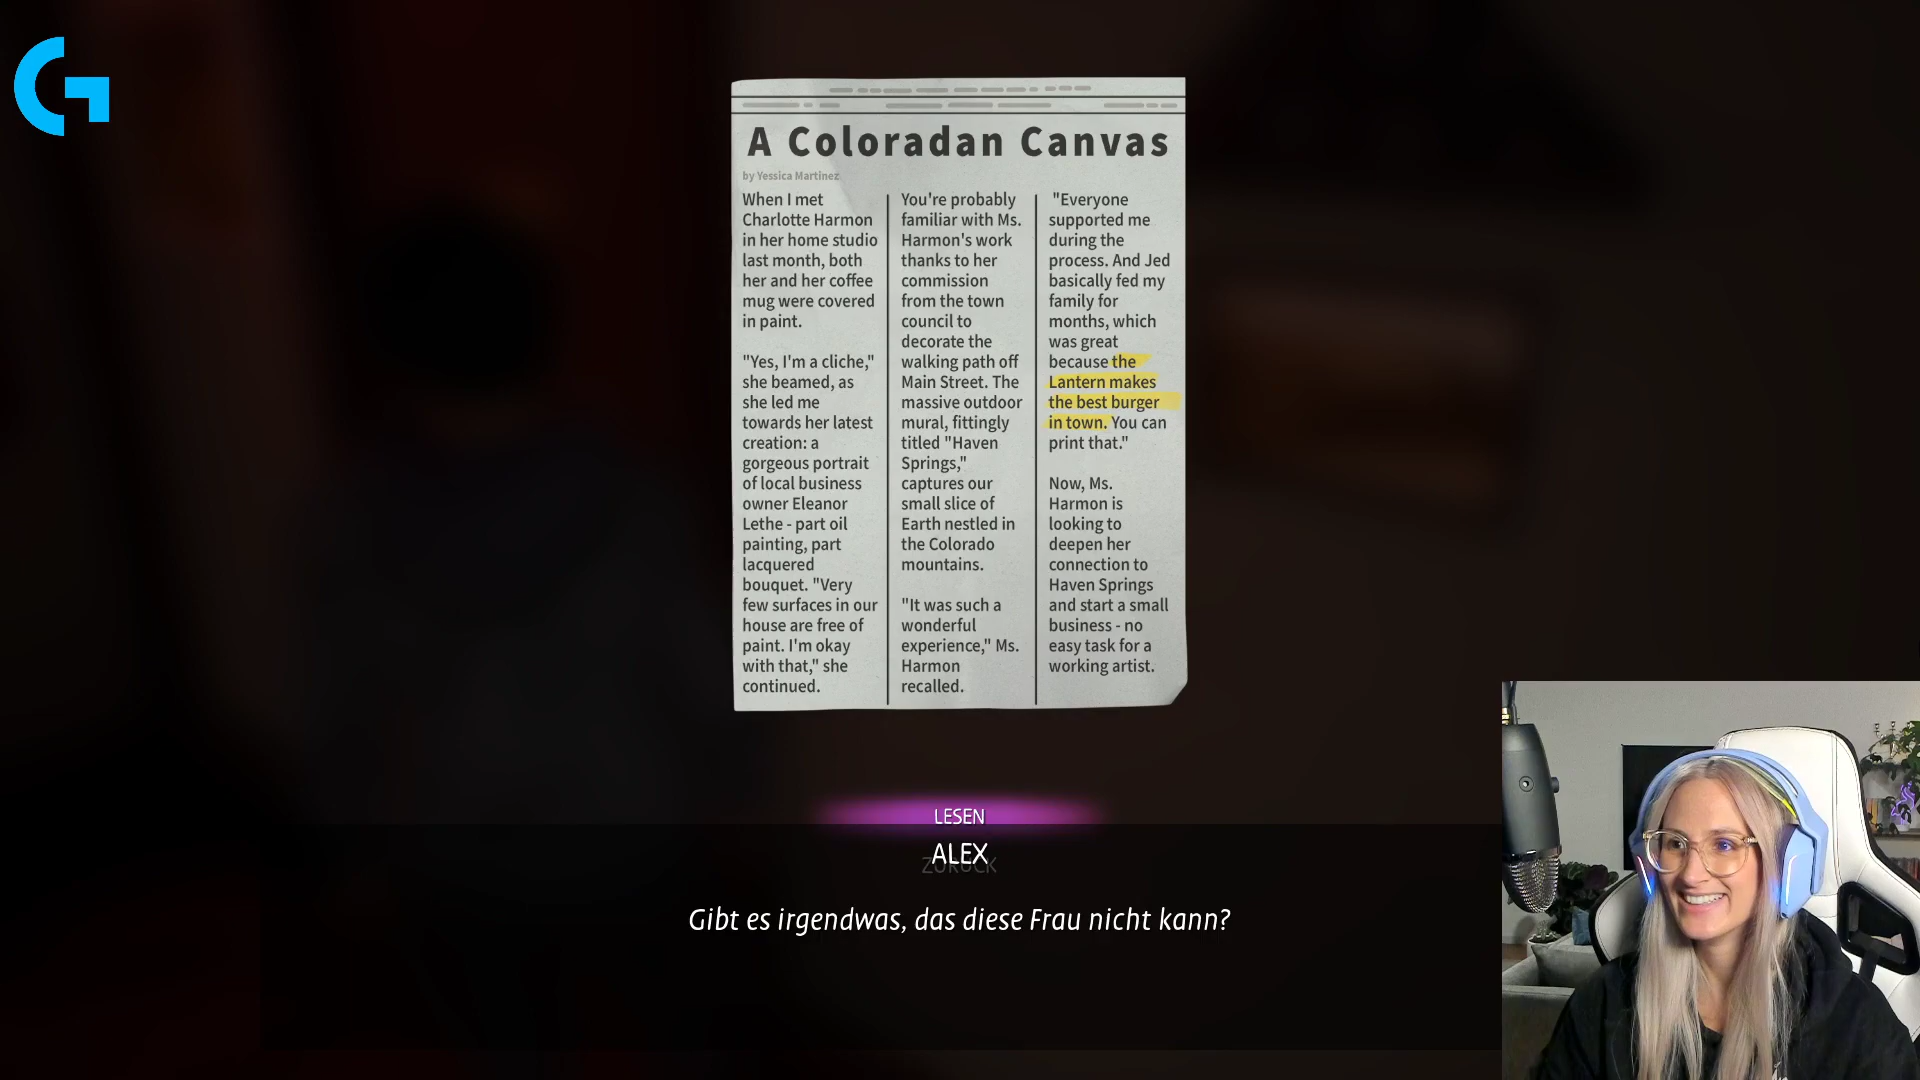 A Coloradan Canvas
by Yessica Martinez
When I met
Charlotte Harmon
in her home studio
last month, both
her and her coffee
mug were covered
in paint.
"Yes, I'm a cliche,"
she beamed, as
she led me
towards her latest
creation: a
gorgeous portrait
of local business
owner Eleanor
Lethe - part oil
painting, part
lacquered
bouquet. "Very
few surfaces in our
house are free of
paint. I'm okay
with that," she
continued.
You're probably
familiar with Ms.
Harmon's work
thanks to her
commission
from the town
council to
decorate the
walking path off
Main Street. The
massive outdoor
mural, fittingly
titled "Haven
Springs,"
captures our
small slice of
Earth nestled in
the Colorado
mountains.
"It was such a
wonderful
experience," Ms.
Harmon
recalled.
"Everyone
supported me
during the
process. And Jed
basically fed my
family for
months, which
was great
because the
Lantern makes
the best burger
in town. You can
print that."
Now, Ms.
Harmon is
looking to
deepen her
connection to
Haven Springs
and start a small
business - no
easy task for a
working artist.
LESEN
ALEX
ZURÜCK
Gibt es irgendwas, das diese Frau nicht kann?